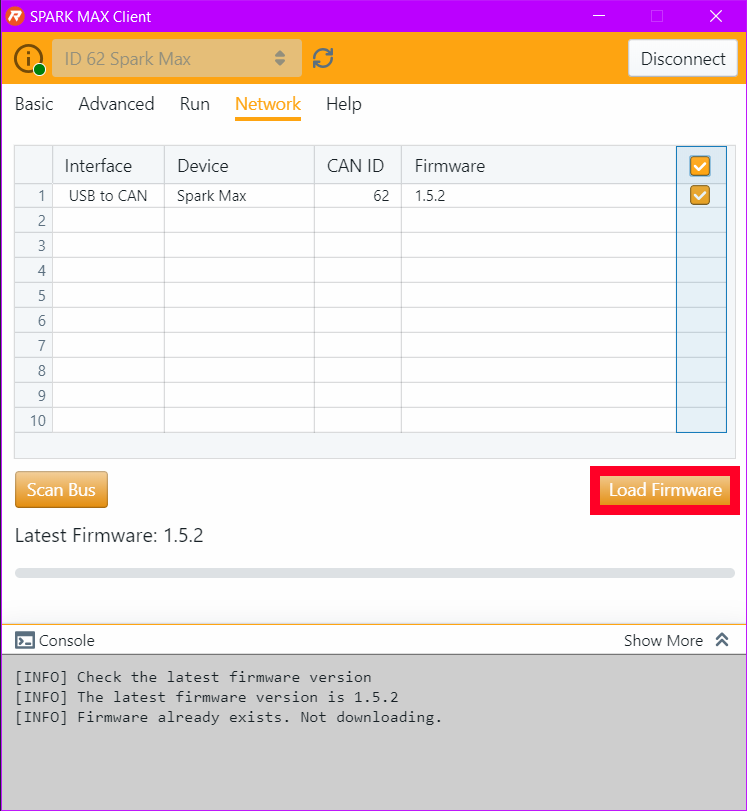 SPARK MAX Client
ID 62 Spark Max
Disconnect
Basic Advanced Run Network Help
Interface Device CAN ID Firmware
1 USB to CAN Spark Max 62 1.5.2
2
3
4
5
6
7
8
9
10
Scan Bus Load Firmware
Latest Firmware: 1.5.2
Console Show More
[INFO] Check the latest firmware version
[INFO] The latest firmware version is 1.5.2
[INFO] Firmware already exists. Not downloading.